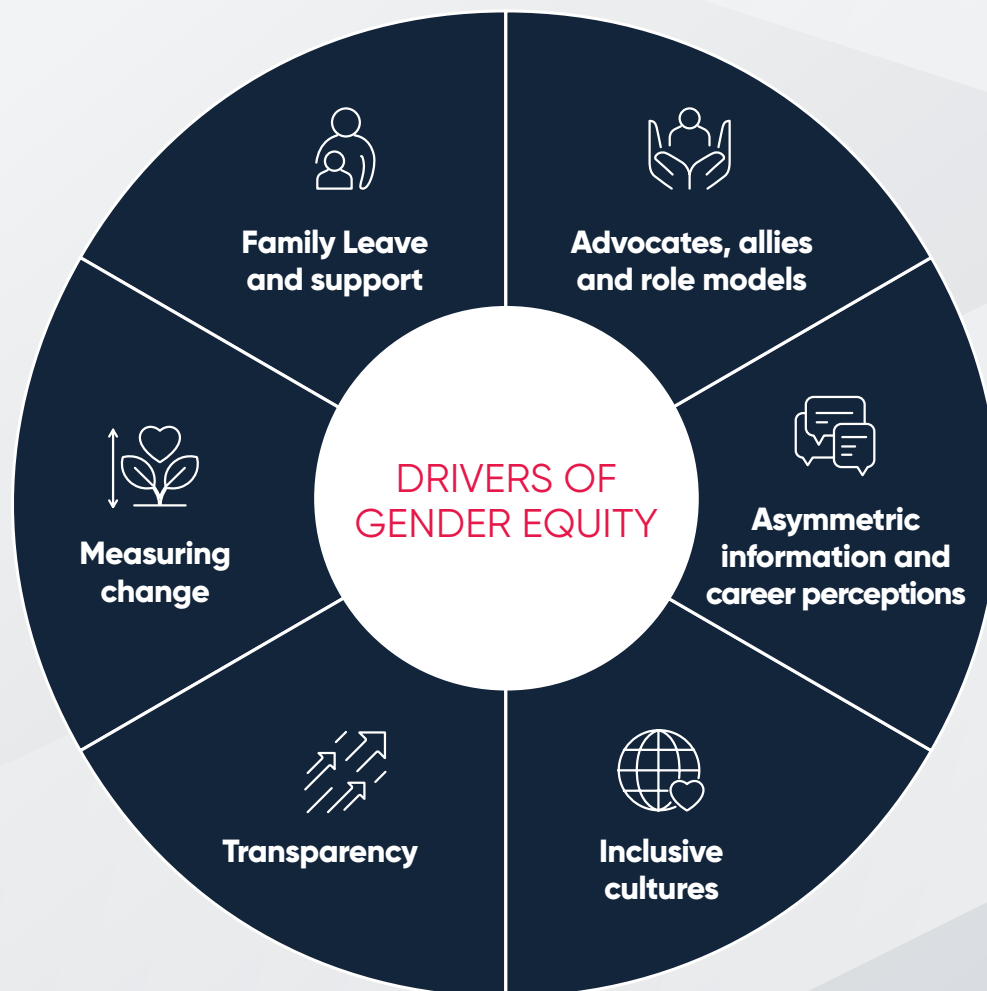 Family Leave
and support
Advocates, allies
and role models
Measuring
change
DRIVERS OF
GENDER EQUITY
Asymmetric
information and
career perceptions
Transparency
Inclusive
cultures